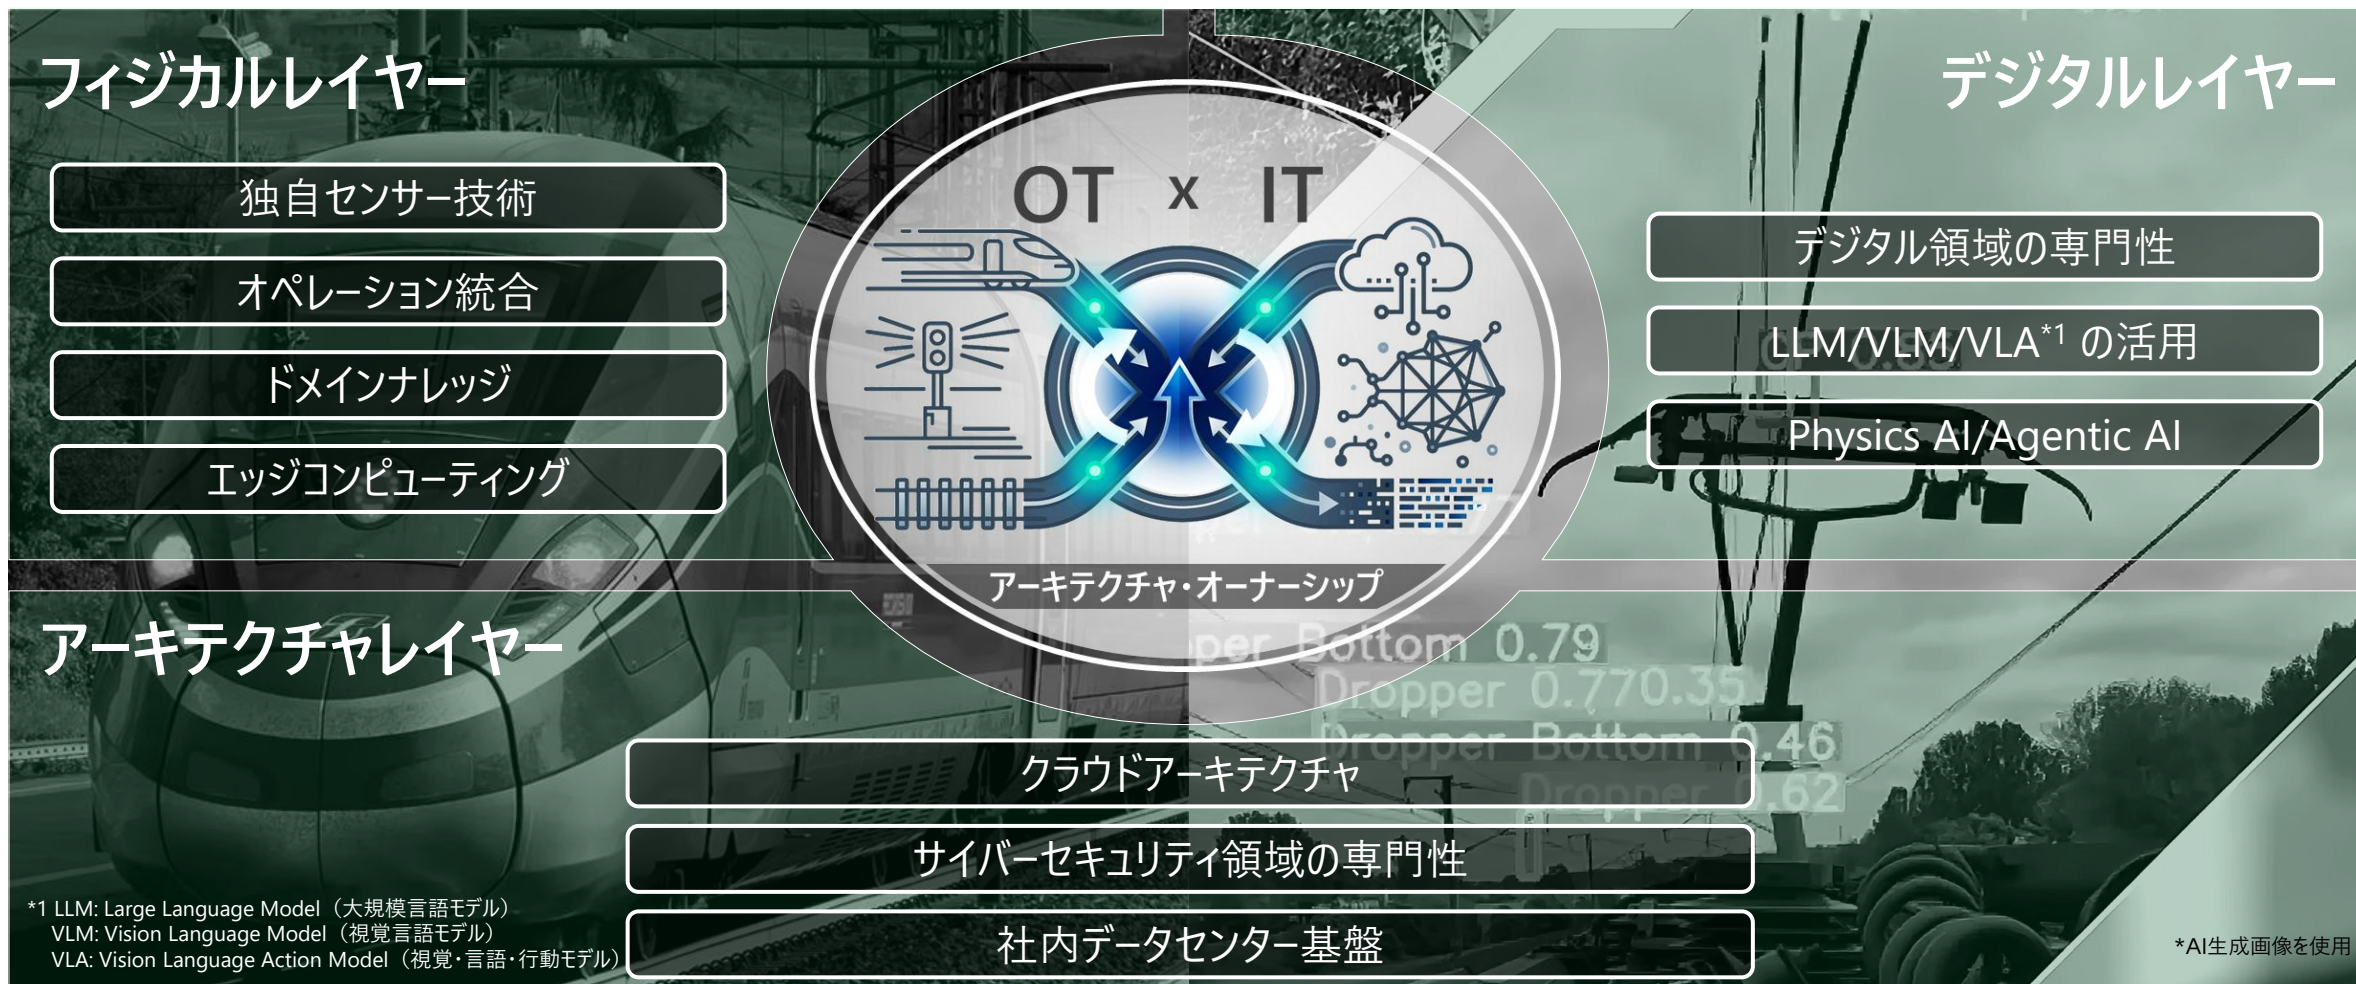 フィジカルレイヤー
独自センサー技術
オペレーション統合
ドメインナレッジ
エッジコンピューティング
OT x IT
アーキテクチャ・オーナーシップ
デジタルレイヤー
デジタル領域の専門性
LLM/VLM/VLA*1 の活用
Physics AI/Agentic AI
アーキテクチャレイヤー
per Bottom 0.79
Dropper 0.770.35
Dropper Bottom 0.46
Dropper 0.62
クラウドアーキテクチャ
サイバーセキュリティ領域の専門性
社内データセンター基盤
*1 LLM: Large Language Model（大規模言語モデル）
VLM: Vision Language Model（視覚言語モデル）
VLA: Vision Language Action Model（視覚・言語・行動モデル）
*AI生成画像を使用